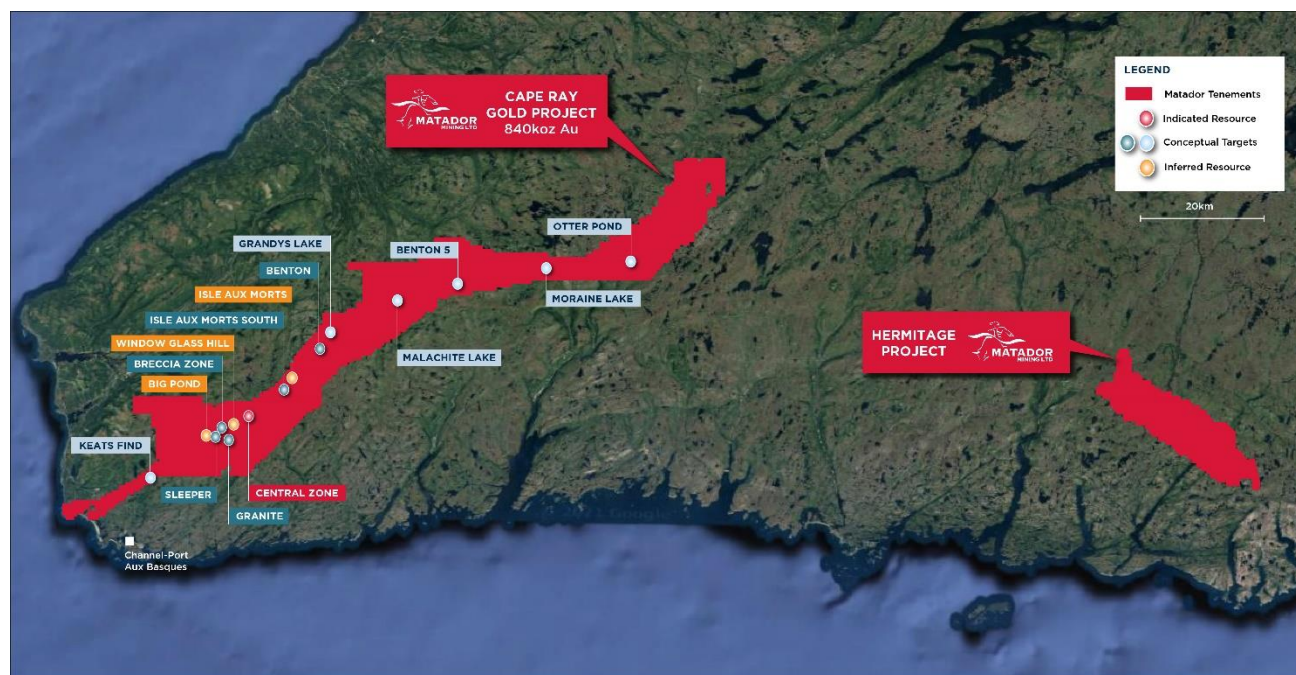 MATADOR
MINING LTD
CAPE RAY
GOLD PROJECT
840koz Au
LEGEND
Matador Tenements
Indicated Resource
Conceptual Targets
Inferred Resource
20km
OTTER POND
GRANDYS LAKE
BENTON 5
BENTON
ISLE AUX MORTS
MORAINE LAKE
ISLE AUX MORTS SOUTH
HERMITAGE
PROJECT
MATADOR
MINING LTD
WINDOW GLASS HILL
MALACHITE LAKE
BRECCIA ZONE
BIG POND
KEATS FIND
SLEEPER
CENTRAL ZONE
GRANITE
Channel-Port
Aux Basques